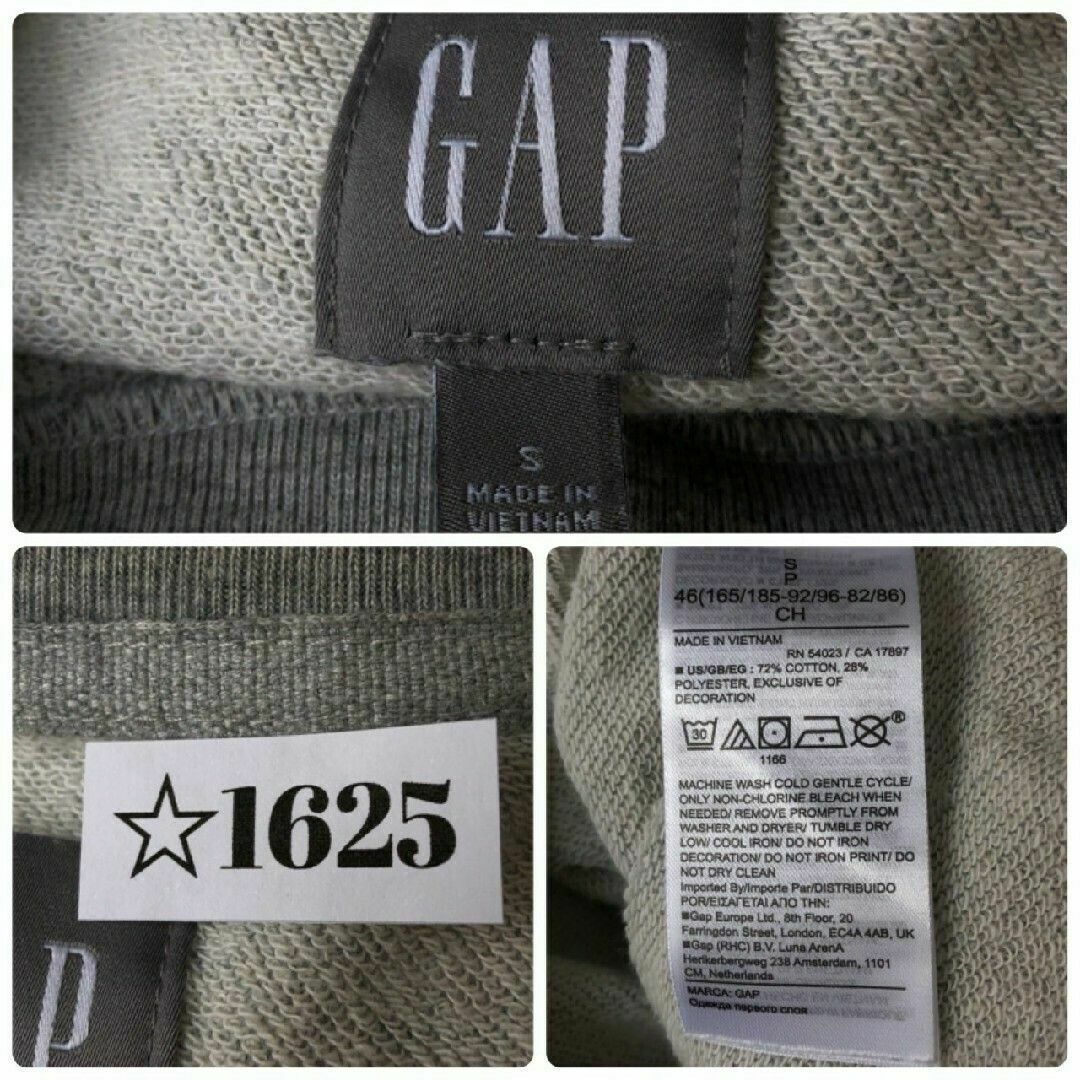 GAP
S
MADE IN
VIETNAM
☆1625
P
S
P
46(165/185-92/96-82/86)
CH
MADE IN VIETNAM
RN 54023 / CA 17897
■ US/GB/EG : 72% COTTON, 28%
POLYESTER, EXCLUSIVE OF
DECORATION
30
®
1166
MACHINE WASH COLD GENTLE CYCLE/
ONLY NON-CHLORINE BLEACH WHEN
NEEDED/ REMOVE PROMPTLY FROM
WASHER AND DRYER/ TUMBLE DRY
LOW/ COOL IRON/ DO NOT IRON
DECORATION/ DO NOT IRON PRINT/ DO
NOT DRY CLEAN
Imported By/Importe Par/DISTRIBUIDO
POR/ΕΙΣΑΓΕΤΑΙ ΑΠΟ ΤΗΝ:
■Gap Europe Ltd., 8th Floor, 20
Farringdon Street, London, EC4A 4AB, UK
■Gap (RHC) B.V. Luna ArenA
Herikerbergweg 238 Amsterdam, 1101
CM, Netherlands
MARCA: GAP
Одежда первого слоя